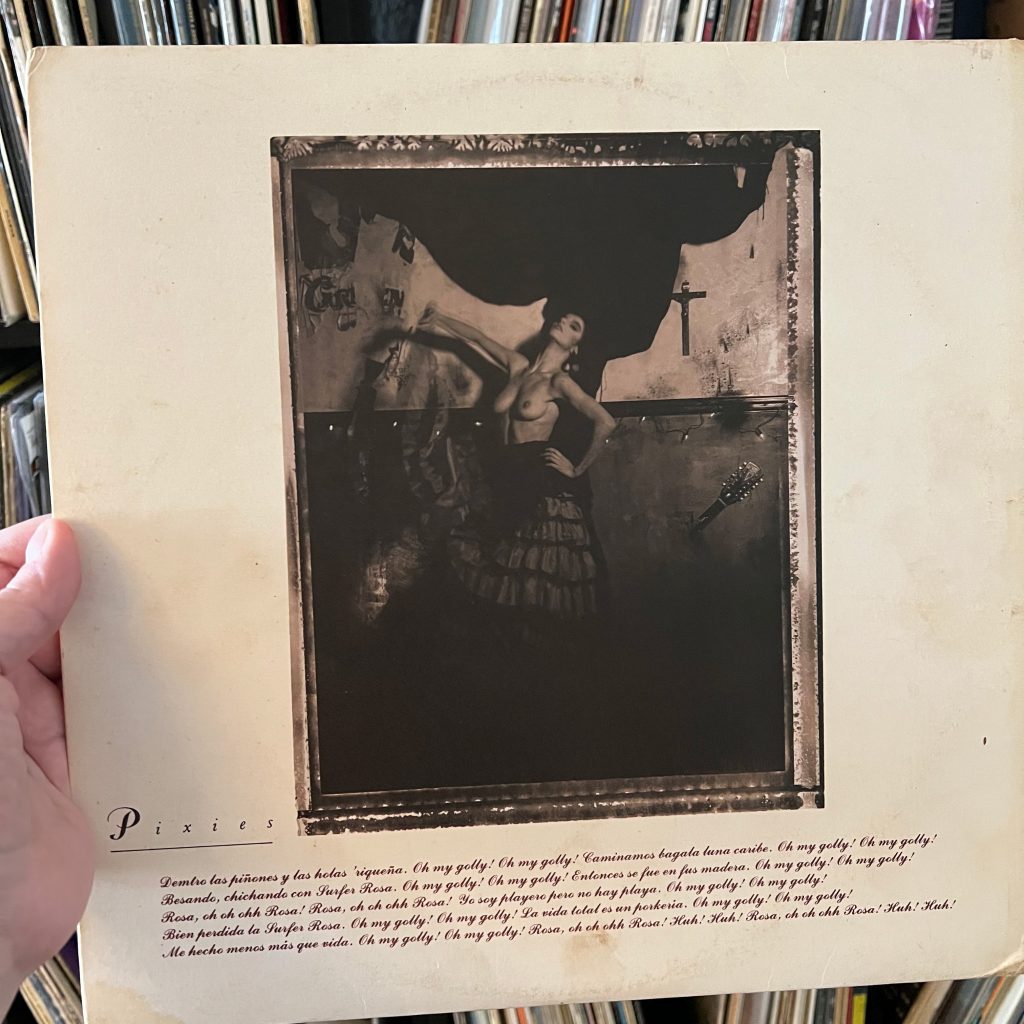 Pixies
Demtro las piñones y las holas 'riqueña. Oh my golly! Oh my golly! Caminamos bagala luna caribe. Oh my golly! Oh my golly!
Besando, chichando con Surfer Rosa. Oh my golly! Oh my golly! Entonces se fue en fus madera. Oh my golly! Oh my golly!
Rosa, oh oh ohh Rosa! Rosa, oh oh ohh Rosa! Yo soy playero pero no hay playa. Oh my golly! Oh my golly!
Bien perdida la Surfer Rosa. Oh my golly! Oh my golly! La vida total es un porkeria. Oh my golly! Oh my golly!
Me hecho menos más que vida. Oh my golly! Oh my golly! Rosa, oh oh ohh Rosa! Huh! Huh! Rosa, oh oh ohh Rosa! Huh! Huh!